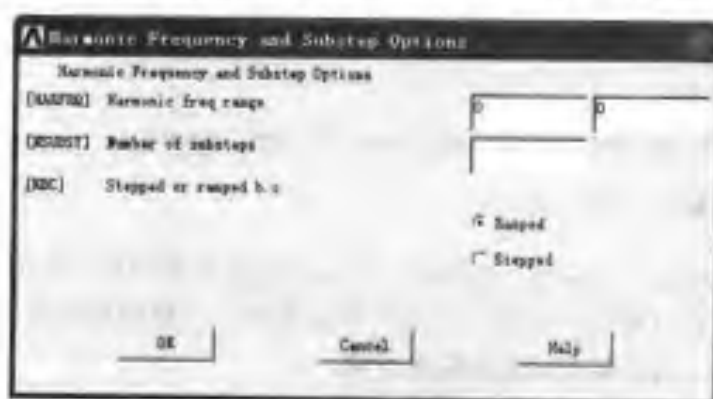 Harmonic Frequency and Substep Options
Harmonic Frequency and Substep Options
[HARFRQ] Harmonic freq range 0 0
[NSUBST] Number of substeps
[KBC] Stepped or ramped b.c
Ramped
Stepped
OK Cancel Help